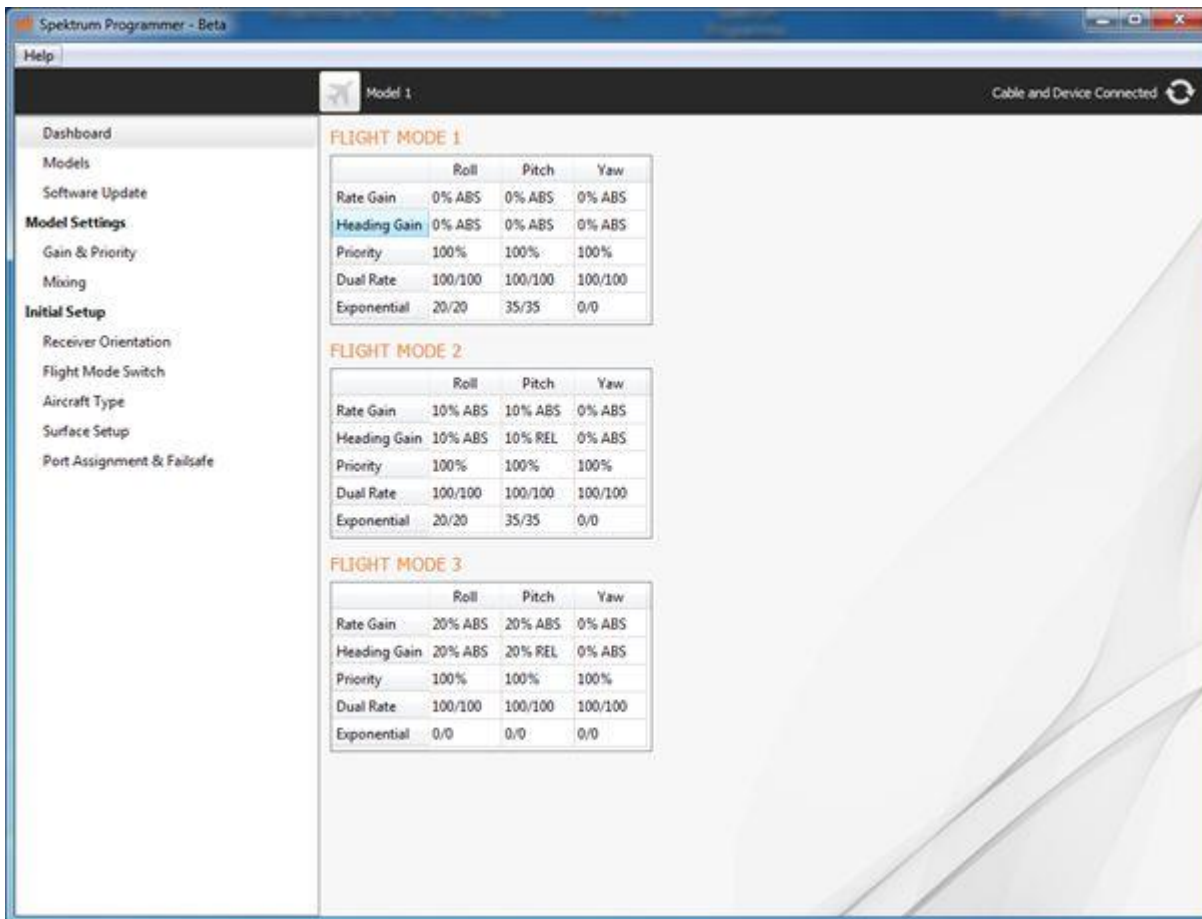 Spektrum Programmer - Beta
Help
Model 1
Cable and Device Connected
Dashboard
Models
Software Update
Model Settings
Gain & Priority
Mixing
Initial Setup
Receiver Orientation
Flight Mode Switch
Aircraft Type
Surface Setup
Port Assignment & Failsafe
FLIGHT MODE 1
Roll Pitch Yaw
Rate Gain 0% ABS 0% ABS 0% ABS
Heading Gain 0% ABS 0% ABS 0% ABS
Priority 100% 100% 100%
Dual Rate 100/100 100/100 100/100
Exponential 20/20 35/35 0/0
FLIGHT MODE 2
Roll Pitch Yaw
Rate Gain 10% ABS 10% ABS 0% ABS
Heading Gain 10% ABS 10% REL 0% ABS
Priority 100% 100% 100%
Dual Rate 100/100 100/100 100/100
Exponential 20/20 35/35 0/0
FLIGHT MODE 3
Roll Pitch Yaw
Rate Gain 20% ABS 20% ABS 0% ABS
Heading Gain 20% ABS 20% REL 0% ABS
Priority 100% 100% 100%
Dual Rate 100/100 100/100 100/100
Exponential 0/0 0/0 0/0